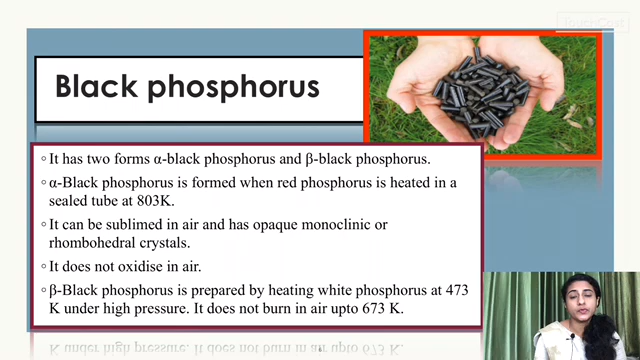 Black phosphorus
◦It has two forms α-black phosphorus and β-black phosphorus.
◦α-Black phosphorus is formed when red phosphorus is heated in a
sealed tube at 803K.
◦It can be sublimed in air and has opaque monoclinic or
rhombohedral crystals.
◦It does not oxidise in air.
◦β-Black phosphorus is prepared by heating white phosphorus at 473
K under high pressure. It does not burn in air upto 673 K.